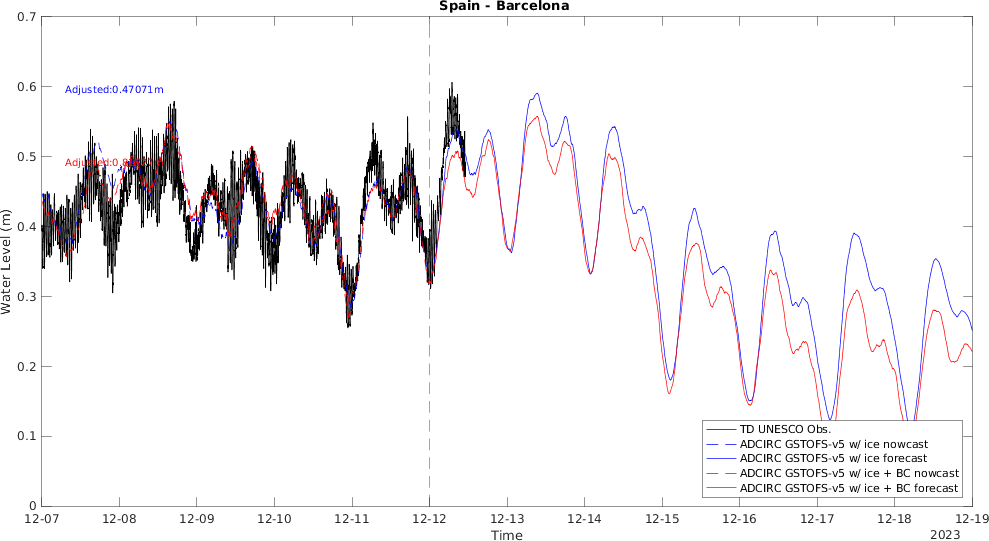 Spain - Barcelona
0.7
0.6
0.5
0.4
0.3
0.2
0.1
0
Water Level (m)
Adjusted:0.47071m
Adjusted:0.
TD UNESCO Obs.
ADCIRC GSTOFS-v5 w/ ice nowcast
ADCIRC GSTOFS-v5 w/ ice forecast
ADCIRC GSTOFS-v5 w/ ice + BC nowcast
ADCIRC GSTOFS-v5 w/ ice + BC forecast
12-07 12-08 12-09 12-10 12-11 12-12 12-13 12-14 12-15 12-16 12-17 12-18 12-19
Time
2023